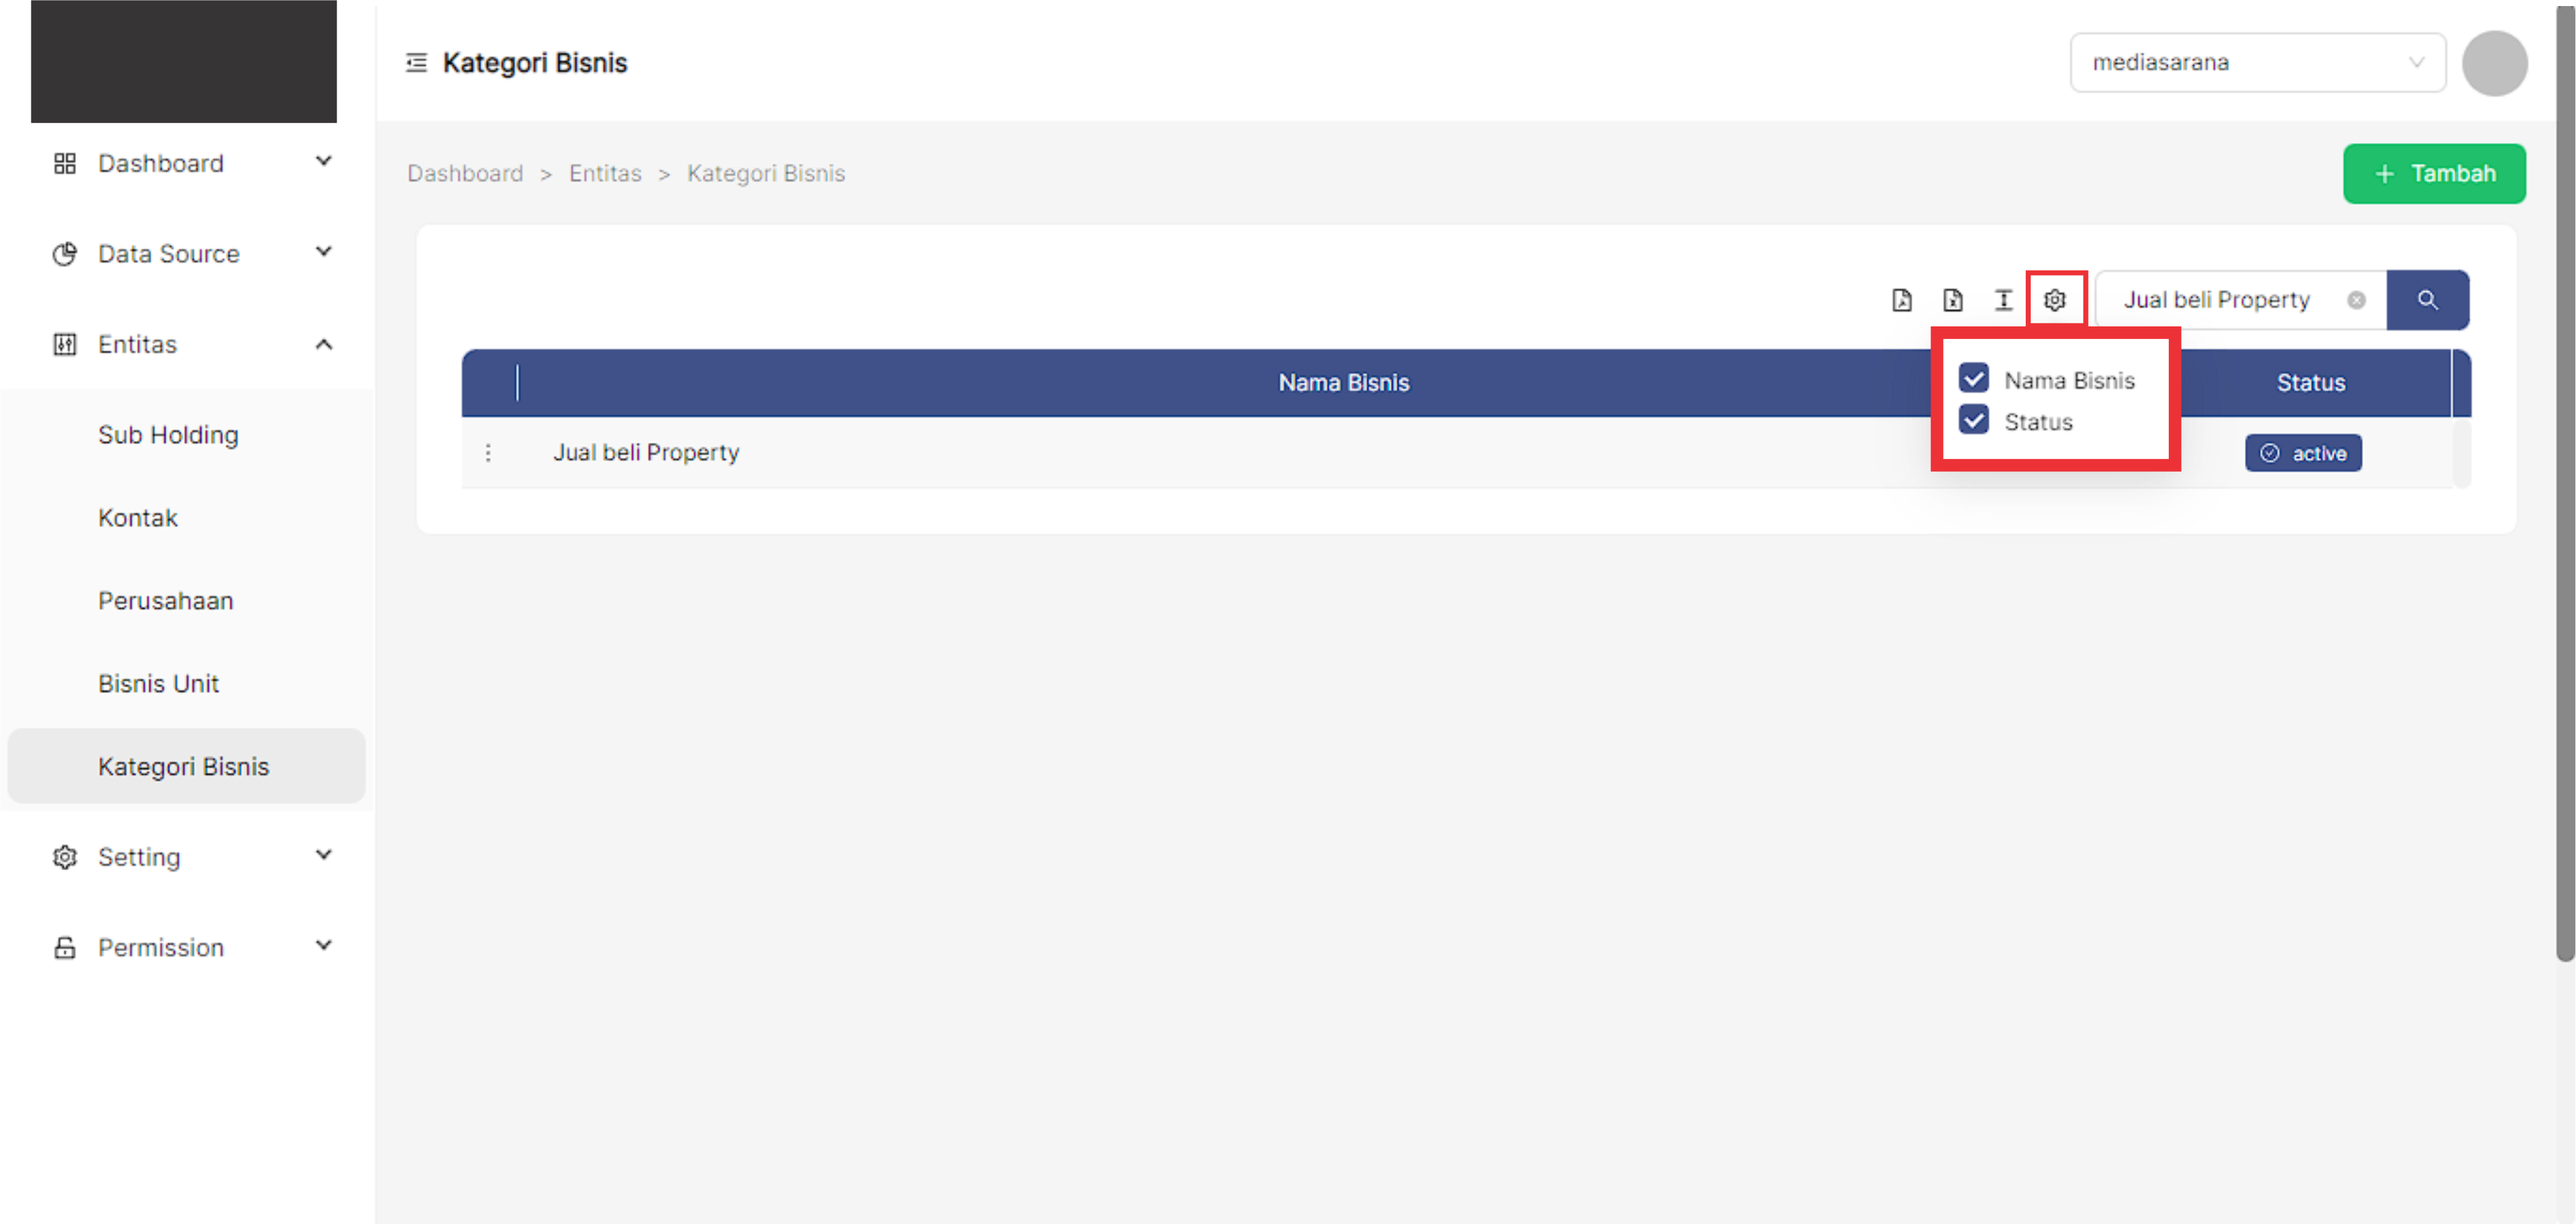 Kategori Bisnis
mediasarana
Dashboard
Data Source
Entitas
Sub Holding
Kontak
Perusahaan
Bisnis Unit
Kategori Bisnis
Setting
Permission
Dashboard > Entitas > Kategori Bisnis
+ Tambah
Jual beli Property
Nama Bisnis
Status
Nama Bisnis
Status
Jual beli Property
active